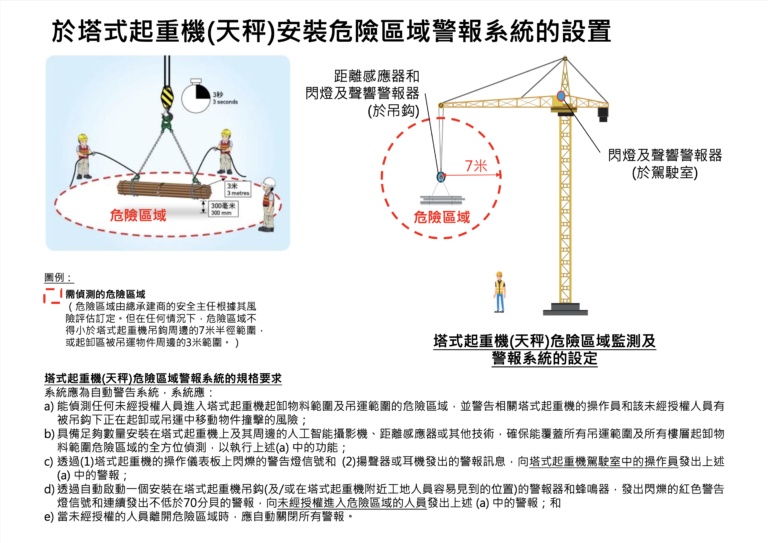 於塔式起重機(天秤)安裝危險區域警報系統的設置
3秒
3 seconds
3米
3 metres
300毫米
300 mm
危險區域
距離感應器和
閃燈及聲響警報器
(於吊鈎)
7米
危險區域
閃燈及聲響警報器
(於駕駛室)
圖例：
需偵測的危險區域
（危險區域由總承建商的安全主任根據其風
險評估訂定。但在任何情況下，危險區域不
得小於塔式起重機吊鈎周邊的7米半徑範圍，
或起卸區被吊運物件周邊的3米範圍。）
塔式起重機(天秤)危險區域監測及
警報系統的設定
塔式起重機(天秤)危險區域警報系統的規格要求
系統應為自動警告系統，系統應：
a) 能偵測任何未經授權人員進入塔式起重機起卸物料範圍及吊運範圍的危險區域，並警告相關塔式起重機的操作員和該未經授權人員有
被吊鈎下正在起卸或吊運中移動物件撞擊的風險；
b) 具備足夠數量安裝在塔式起重機上及其周邊的人工智能攝影機、距離感應器或其他技術，確保能覆蓋所有吊運範圍及所有樓層起卸物
料範圍危險區域的全方位偵測，以執行上述(a) 中的功能；
c) 透過(1)塔式起重機的操作儀表板上閃爍的警告燈信號和 (2)揚聲器或耳機發出的警報訊息，向塔式起重機駕駛室中的操作員發出上述
(a) 中的警報；
d) 透過自動啟動一個安裝在塔式起重機吊鈎(及/或在塔式起重機附近工地人員容易見到的位置)的警報器和蜂鳴器，發出閃爍的紅色警告
燈信號和連續發出不低於70分貝的警報，向未經授權進入危險區域的人員發出上述 (a) 中的警報；和
e) 當未經授權的人員離開危險區域時，應自動關閉所有警報。